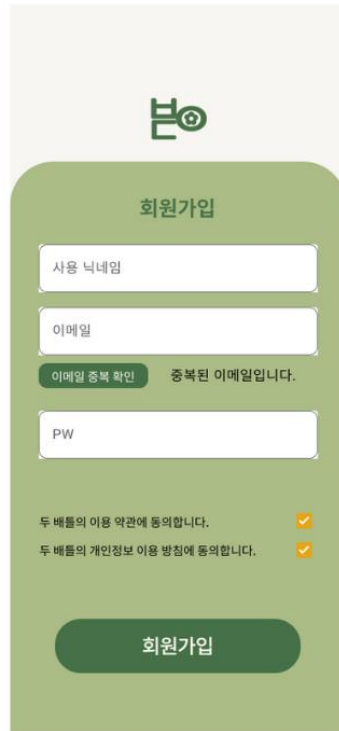 회원가입
사용 닉네임
이메일
이메일 중복 확인 중복된 이메일입니다.
PW
두 배틀의 이용 약관에 동의합니다.
두 배틀의 개인정보 이용 방침에 동의합니다.
회원가입